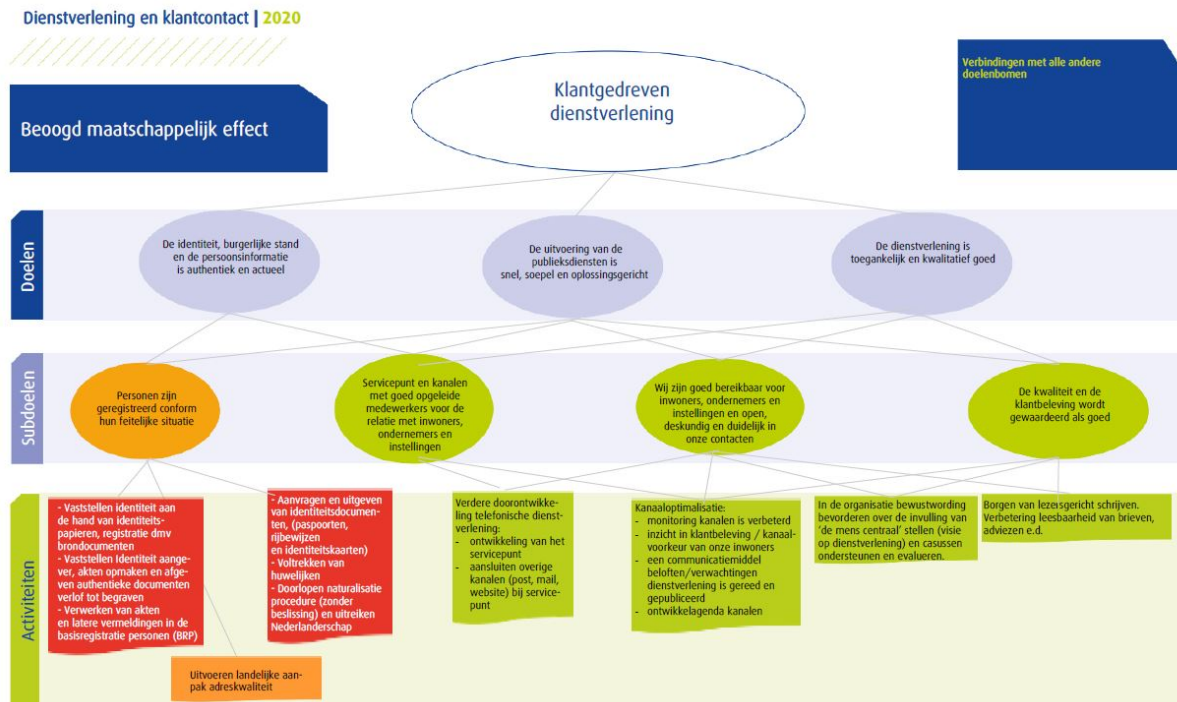 Dienstverlening en klantcontact | 2020
Beoogd maatschappelijk effect
Klantgedreven
dienstverlening
Verbindingen met alle andere
doelenbomen
Doelen
De identiteit, burgerlijke stand
en de persoonsinformatie
is authentiek en actueel
De uitvoering van de
publieksdiensten is
snel, soepel en oplossingsgericht
De dienstverlening is
toegankelijk en kwalitatief goed
Subdoelen
Personen zijn
geregistreerd conform
hun feitelijke situatie
Servicepunt en kanalen
met goed opgeleide
medewerkers voor de
relatie met inwoners,
ondernemers en
instellingen
Wij zijn goed bereikbaar voor
inwoners, ondernemers en
instellingen en open,
deskundig en duidelijk in
onze contacten
De kwaliteit en de
klantbeleving wordt
gewaardeerd als goed
Activiteiten
- Vaststellen identiteit aan
de hand van identiteits-
papieren, registratie dmv
brondocumenten
- Vaststellen Identiteit aange-
ver, akten opmaken en afge-
ven authentieke documenten
verlof tot begraven
- Verwerken van akten
en latere vermeldingen in de
basisregistratie personen (BRP)
- Aanvragen en uitgeven
van identiteitsdocumen-
ten, (paspoorten,
rijbewijzen
en identiteitskaarten)
- Voltrekken van
huwelijken
- Doorlopen naturalisatie
procedure (zonder
beslissing) en uitreiken
Nederlanderschap
Uitvoeren landelijke aan-
pak adreskwaliteit
Verdere doorontwikke-
ling telefonische dienst-
verlening:
- ontwikkeling van het
servicepunt
- aansluiten overige
kanalen (post, mail,
website) bij service-
punt
Kanaaloptimalisatie:
- monitoring kanalen is verbeterd
- inzicht in klantbeleving / kanaal-
voorkeur van onze inwoners
- een communicatiemiddel
beloften/verwachtingen
dienstverlening is gereed en
gepubliceerd
- ontwikkelagenda kanalen
In de organisatie bewustwording
bevorderen over de invulling van
'de mens centraal' stellen (visie
op dienstverlening) en casussen
ondersteunen en evalueren.
Borgen van lezersgericht schrijven.
Verbetering leesbaarheid van brieven,
adviezen e.d.